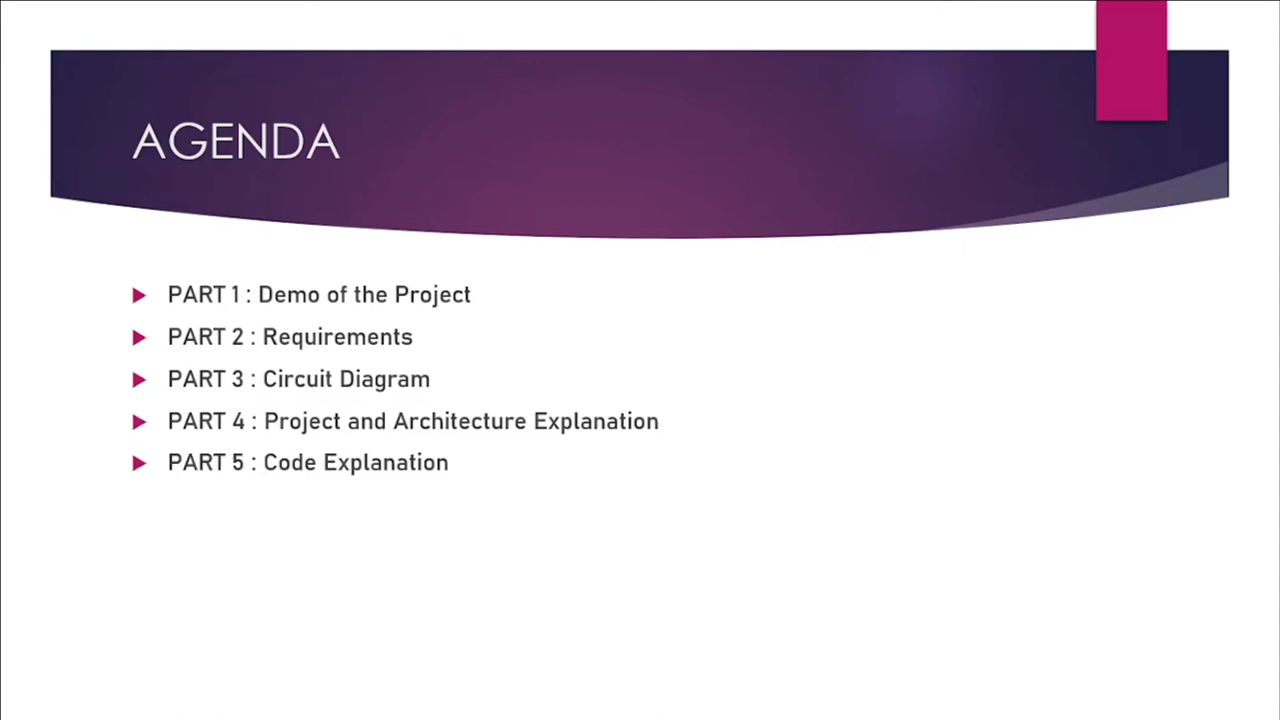 AGENDA
PART 1 : Demo of the Project
PART 2 : Requirements
PART 3 : Circuit Diagram
PART 4 : Project and Architecture Explanation
PART 5 : Code Explanation